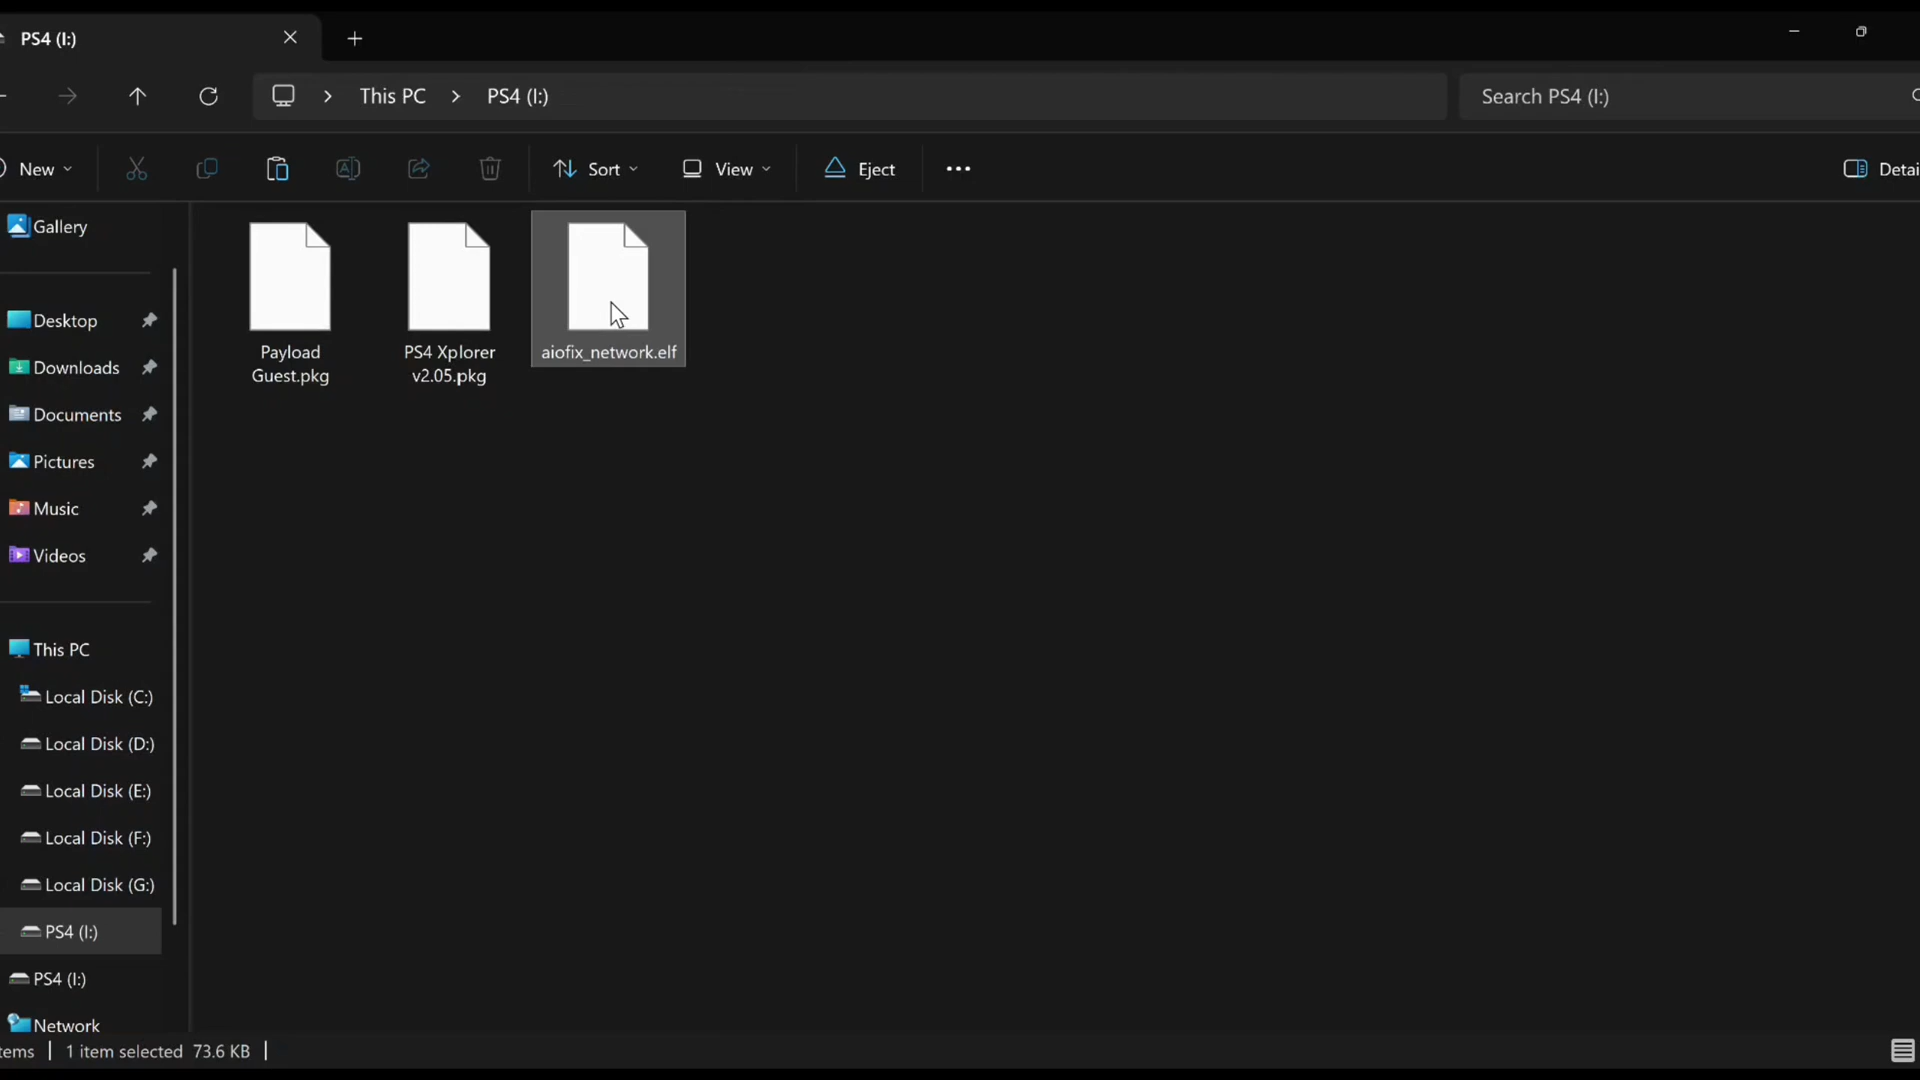 PS4 (I:)
This PC
PS4 (I:)
Search PS4 (I:)
New
Sort
View
Eject
Detai
Gallery
Desktop
Downloads
Documents
Pictures
Music
Videos
This PC
Local Disk (C:)
Local Disk (D:)
Local Disk (E:)
Local Disk (F:)
Local Disk (G:)
PS4 (I:)
PS4 (I:)
Network
Payload
Guest.pkg
PS4 Xplorer
v2.05.pkg
aiofix_network.elf
tems
1 item selected 73.6 KB